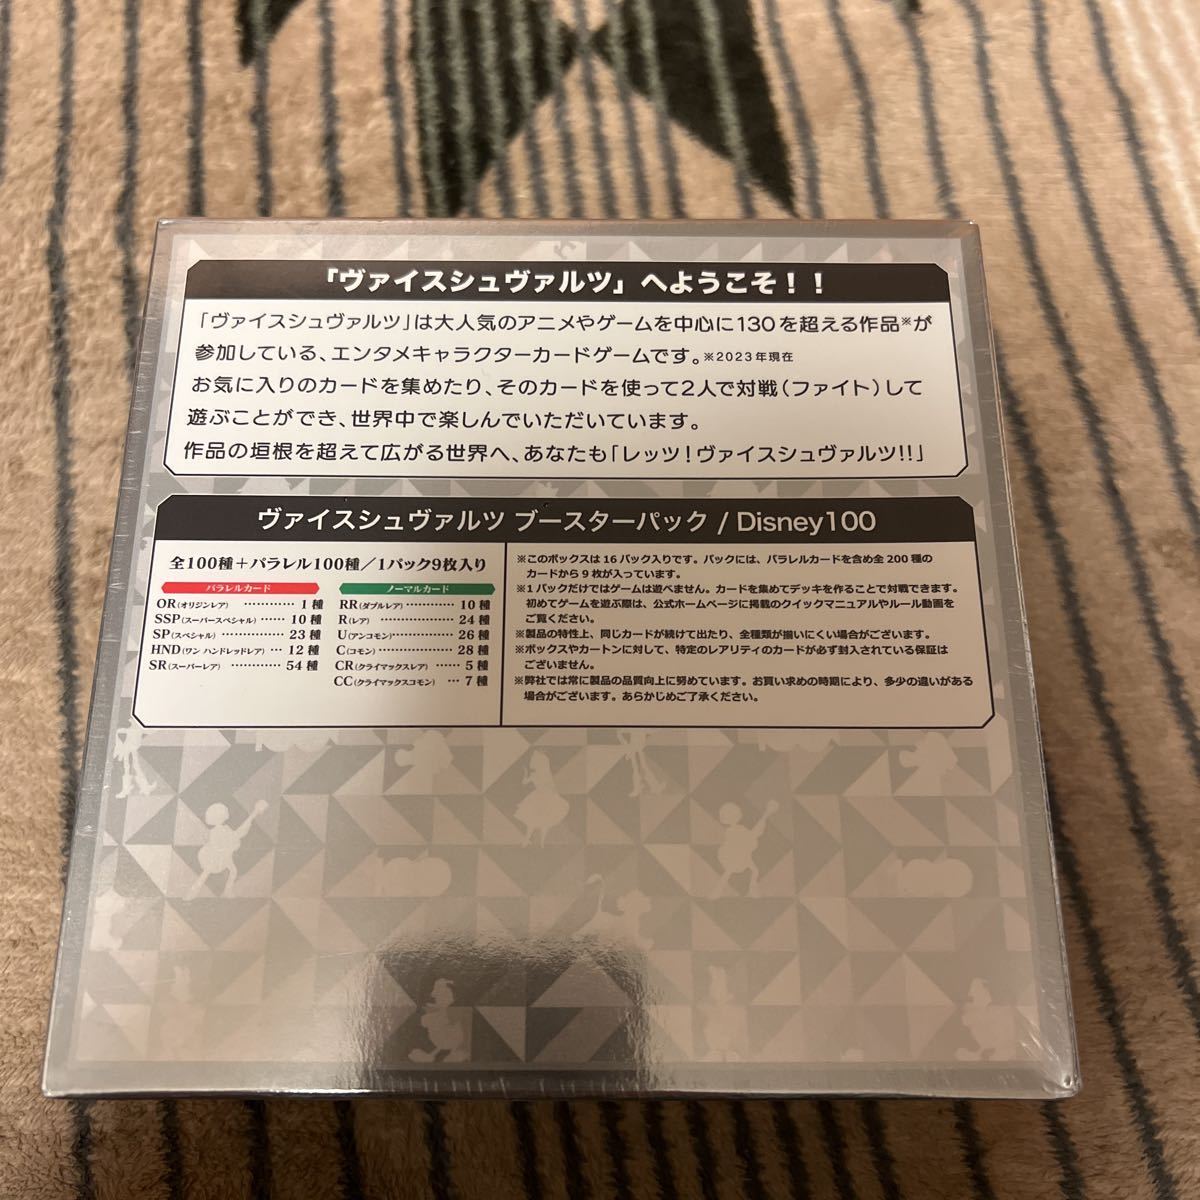 「ヴァイスシュヴァルツ」へようこそ！！
「ヴァイスシュヴァルツ」は大人気のアニメやゲームを中心に130を超える作品※が
参加している、エンタメキャラクターカードゲームです。※2023年現在
お気に入りのカードを集めたり、そのカードを使って2人で対戦（ファイト）して
遊ぶことができ、世界中で楽しんでいただいています。
作品の垣根を超えて広がる世界へ、あなたも「レッツ！ヴァイスシュヴァルツ!!」
ヴァイスシュヴァルツ ブースターパック / Disney100
全100種＋パラレル100種／1パック9枚入り
パラレルカード
OR(オリジンレア) ………… 1 種
SSP(スーパースペシャル) …… 10 種
SP(スペシャル) …………… 23 種
HND(ワン ハンドレッドレア) … 12 種
SR(スーパーレア) ………… 54 種
ノーマルカード
RR(ダブルレア) ………… 10 種
R(レア) ………………… 24 種
U(アンコモン) …………… 26 種
C(コモン) ……………… 28 種
CR(クライマックスレア) …… 5 種
CC(クライマックスコモン) … 7 種
※このボックスは16パック入りです。パックには、パラレルカードを含め全200種の
カードから9枚が入っています。
※1パックだけではゲームは遊べません。カードを集めてデッキを作ることで対戦できます。
初めてゲームを遊ぶ際は、公式ホームページに掲載のクイックマニュアルやルール動画を
ご覧ください。
※製品の特性上、同じカードが続けて出たり、全種類が揃いにくい場合がございます。
※ボックスやカートンに対して、特定のレアリティのカードが必ず封入されている保証は
ございません。
※弊社では常に製品の品質向上に努めています。お買い求めの時期により、多少の違いがある
場合がございます。あらかじめご了承ください。